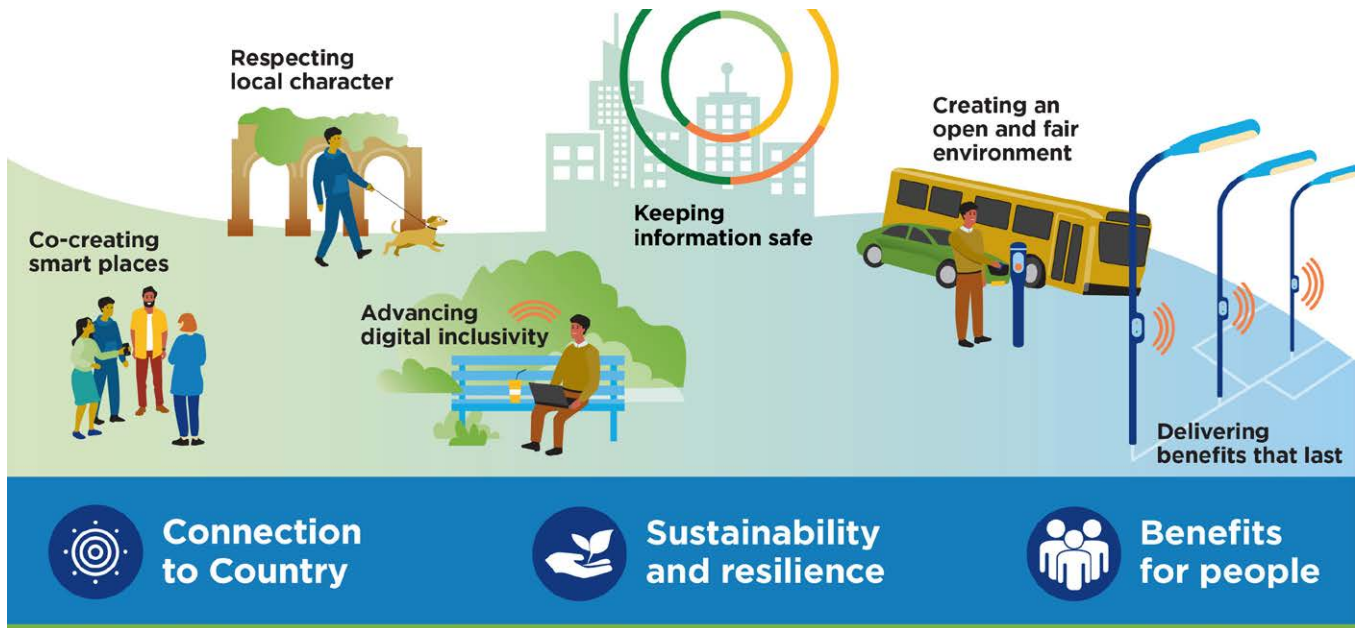 Respecting
local character
Creating an
open and fair
environment
Keeping
information safe
Co-creating
smart places
Advancing
digital inclusivity
Delivering
benefits that last
Connection
to Country
Sustainability
and resilience
Benefits
for people